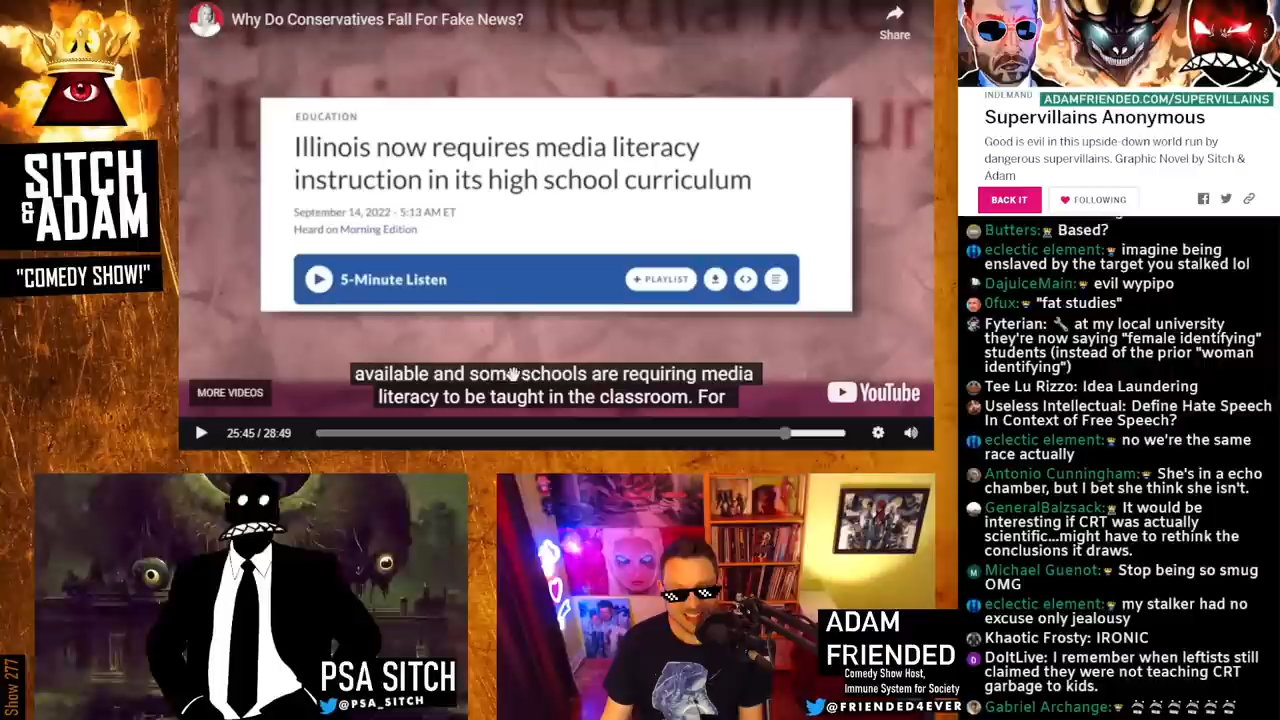 Why Do Conservatives Fall For Fake News?
Share
EDUCATION
Illinois now requires media literacy
instruction in its high school curriculum
September 14, 2022 · 5:13 AM ET
Heard on Morning Edition
5-Minute Listen
+ PLAYLIST
available and some schools are requiring media
literacy to be taught in the classroom. For
MORE VIDEOS
YouTube
25:45 / 28:49
SITCH
& ADAM
"COMEDY SHOW!"
Show 277
PSA SITCH
@PSA_SITCH
ADAM
FRIENDED
Comedy Show Host,
Immune System for Society
@FRIENDED4EVER
INDEMAND
ADAMFRIENDED.COM/SUPERVILLAINS
Supervillains Anonymous
Good is evil in this upside-down world run by
dangerous supervillains. Graphic Novel by Sitch &
Adam
BACK IT
FOLLOWING
Butters: Based?
eclectic element: imagine being
enslaved by the target you stalked lol
DajulceMain: evil wypipo
0fux: "fat studies"
Fyterian: at my local university
they're now saying "female identifying"
students (instead of the prior "woman
identifying")
Tee Lu Rizzo: Idea Laundering
Useless Intellectual: Define Hate Speech
In Context of Free Speech?
eclectic element: no we're the same
race actually
Antonio Cunningham: She's in a echo
chamber, but I bet she think she isn't.
GeneralBalzsack: It would be
interesting if CRT was actually
scientific...might have to rethink the
conclusions it draws.
Michael Guenot: Stop being so smug
OMG
eclectic element: my stalker had no
excuse only jealousy
Khaotic Frosty: IRONIC
DoItLive: I remember when leftists still
claimed they were not teaching CRT
garbage to kids.
Gabriel Archange: